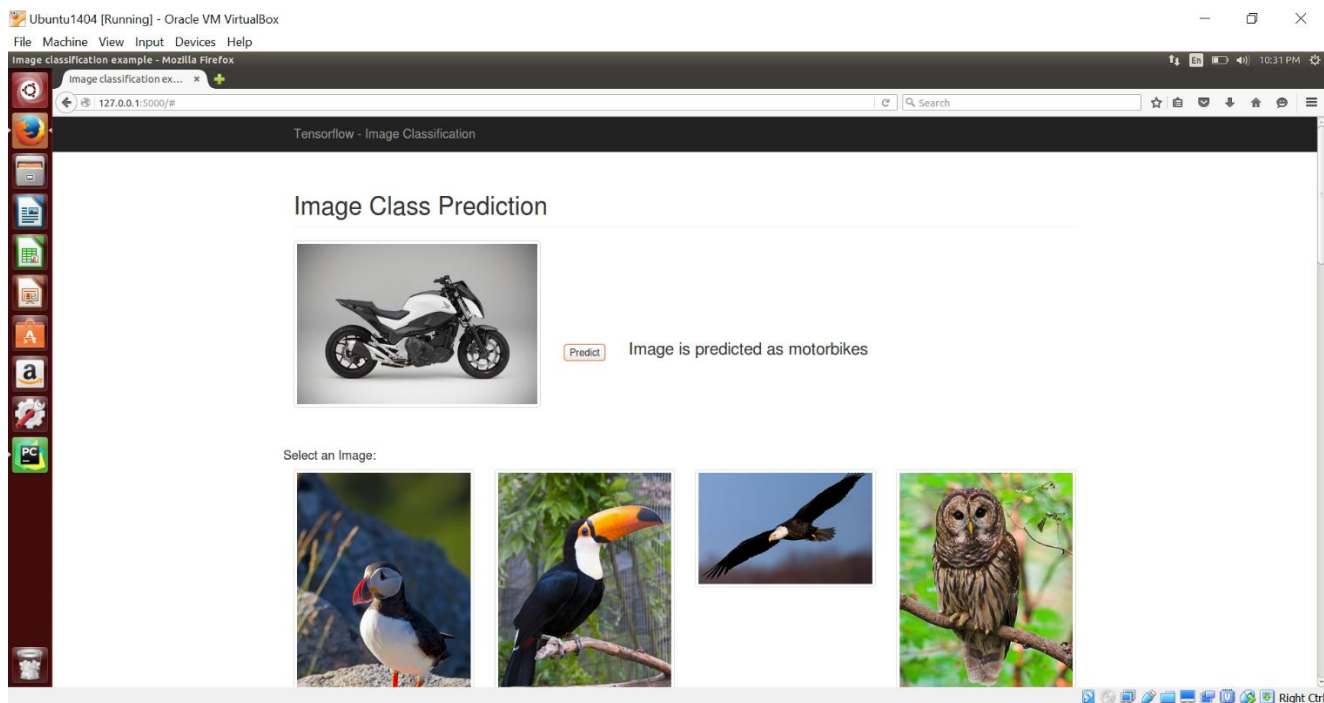 Ubuntu1404 [Running] - Oracle VM VirtualBox
File Machine View Input Devices Help
Image classification example - Mozilla Firefox
En 10:31 PM
Image classification ex... ×
127.0.0.1:5000/#
Search
Tensorflow - Image Classification
Image Class Prediction
Predict
Image is predicted as motorbikes
Select an Image:
A
a
PC
Right Ctrl